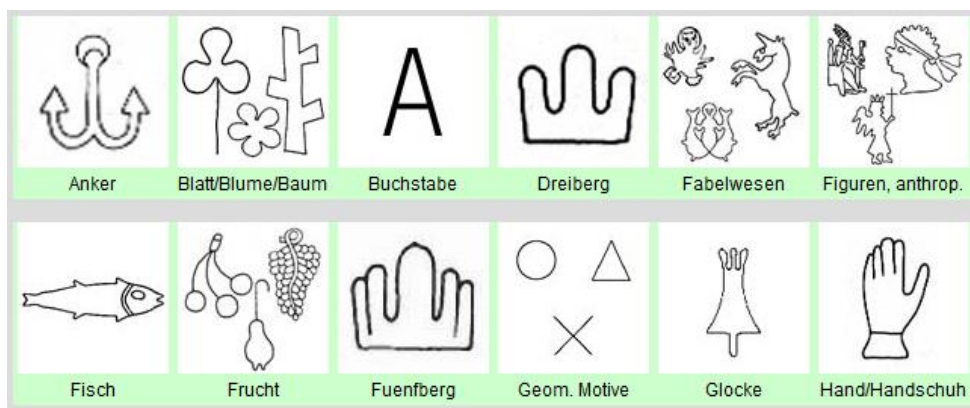 A
Anker
Blatt/Blume/Baum
Buchstabe
Dreiberg
Fabelwesen
Figuren, anthrop.
Fisch
Frucht
Fuenfberg
Geom. Motive
Glocke
Hand/Handschuh